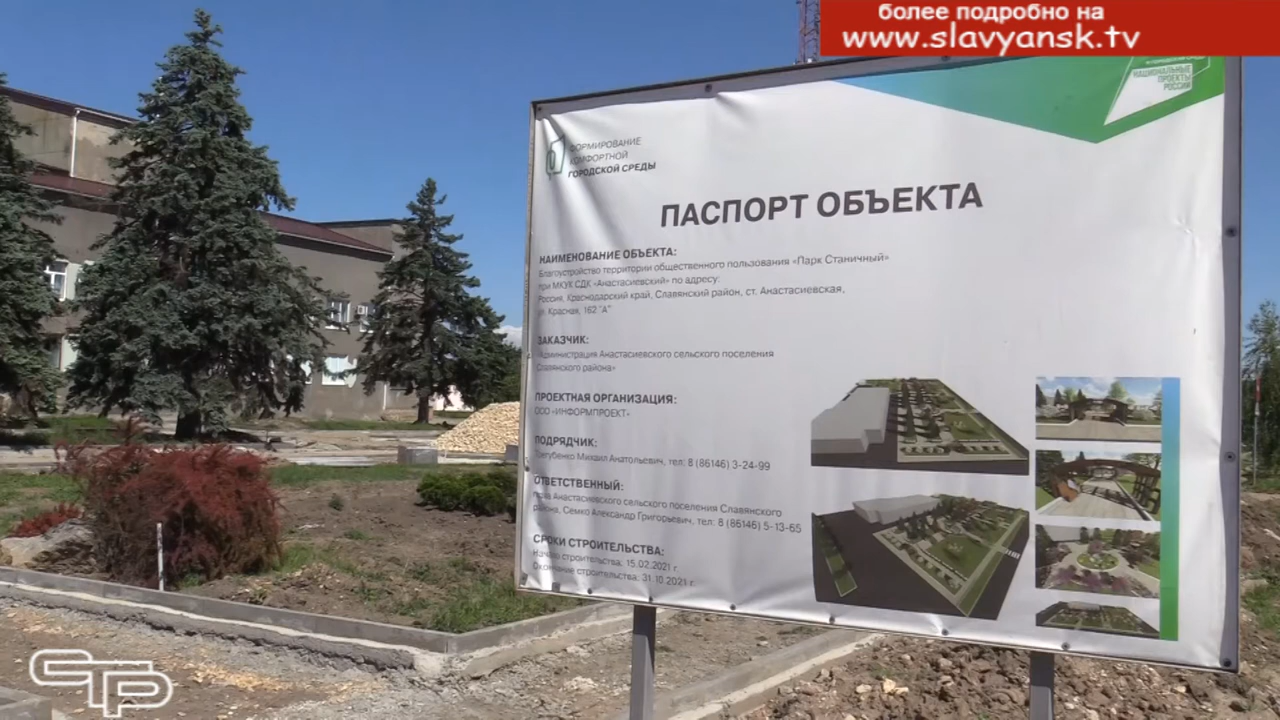 более подробно на
www.slavyansk.tv
НАЦИОНАЛЬНЫЕ
ПРОЕКТЫ
РОССИИ
ФОРМИРОВАНИЕ
КОМФОРТНОЙ
ГОРОДСКОЙ СРЕДЫ
ПАСПОРТ ОБЪЕКТА
НАИМЕНОВАНИЕ ОБЪЕКТА:
Благоустройство территории общественного пользования «Парк Станичный»
при МКУК СДК «Анастасиевский» по адресу:
Россия, Краснодарский край, Славянский район, ст. Анастасиевская,
ул. Красная, 162 "А"
ЗАКАЗЧИК:
«Администрация Анастасиевского сельского поселения
Славянского района»
ПРОЕКТНАЯ ОРГАНИЗАЦИЯ:
ООО «ИНФОРМПРОЕКТ»
ПОДРЯДЧИК:
Михаил Анатольевич, тел: 8 (86146) 3-24-99
ОТВЕТСТВЕННЫЙ:
глава Анастасиевского сельского поселения Славянского
района, Семко Александр Григорьевич, тел: 8 (86146) 5-13-65
СРОКИ СТРОИТЕЛЬСТВА:
Начало строительства: 15.02.2021 г.
Окончание строительства: 31.10.2021 г.
СТР